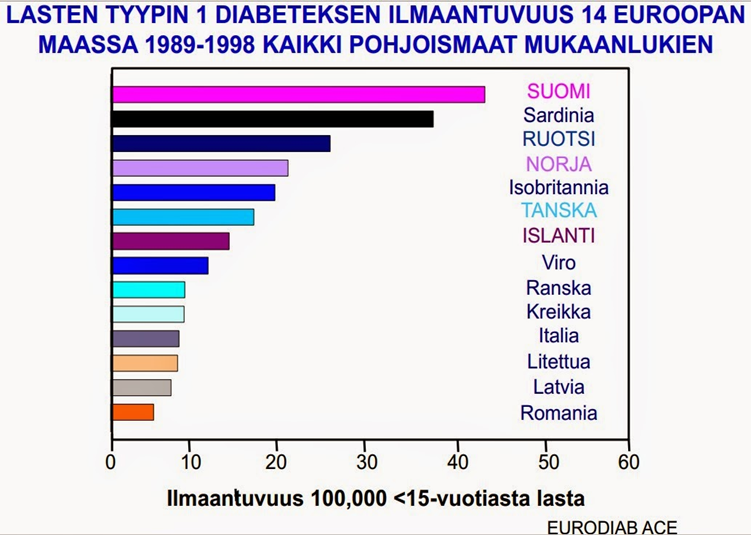 LASTEN TYYPIN 1 DIABETEKSEN ILMAANTUVUUS 14 EUROOPAN
MAASSA 1989-1998 KAIKKI POHJOISMAAT MUKAANLUKIEN
SUOMI
Sardinia
RUOTSI
NORJA
Isobritannia
TANSKA
ISLANTI
Viro
Ranska
Kreikka
Italia
Litettua
Latvia
Romania
0 10 20 30 40 50 60
Ilmaantuvuus 100,000 <15-vuotiasta lasta
EURODIAB ACE